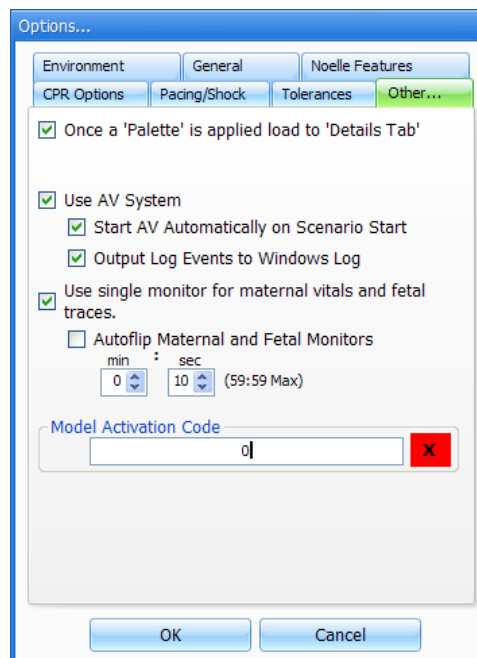 Options...
Environment
General
Noelle Features
CPR Options
Pacing/Shock
Tolerances
Other...
Once a 'Palette' is applied load to 'Details Tab'
Use AV System
Start AV Automatically on Scenario Start
Output Log Events to Windows Log
Use single monitor for maternal vitals and fetal
traces.
Autoflip Maternal and Fetal Monitors
min : sec
0 10 (59:59 Max)
Model Activation Code
0 X
OK Cancel